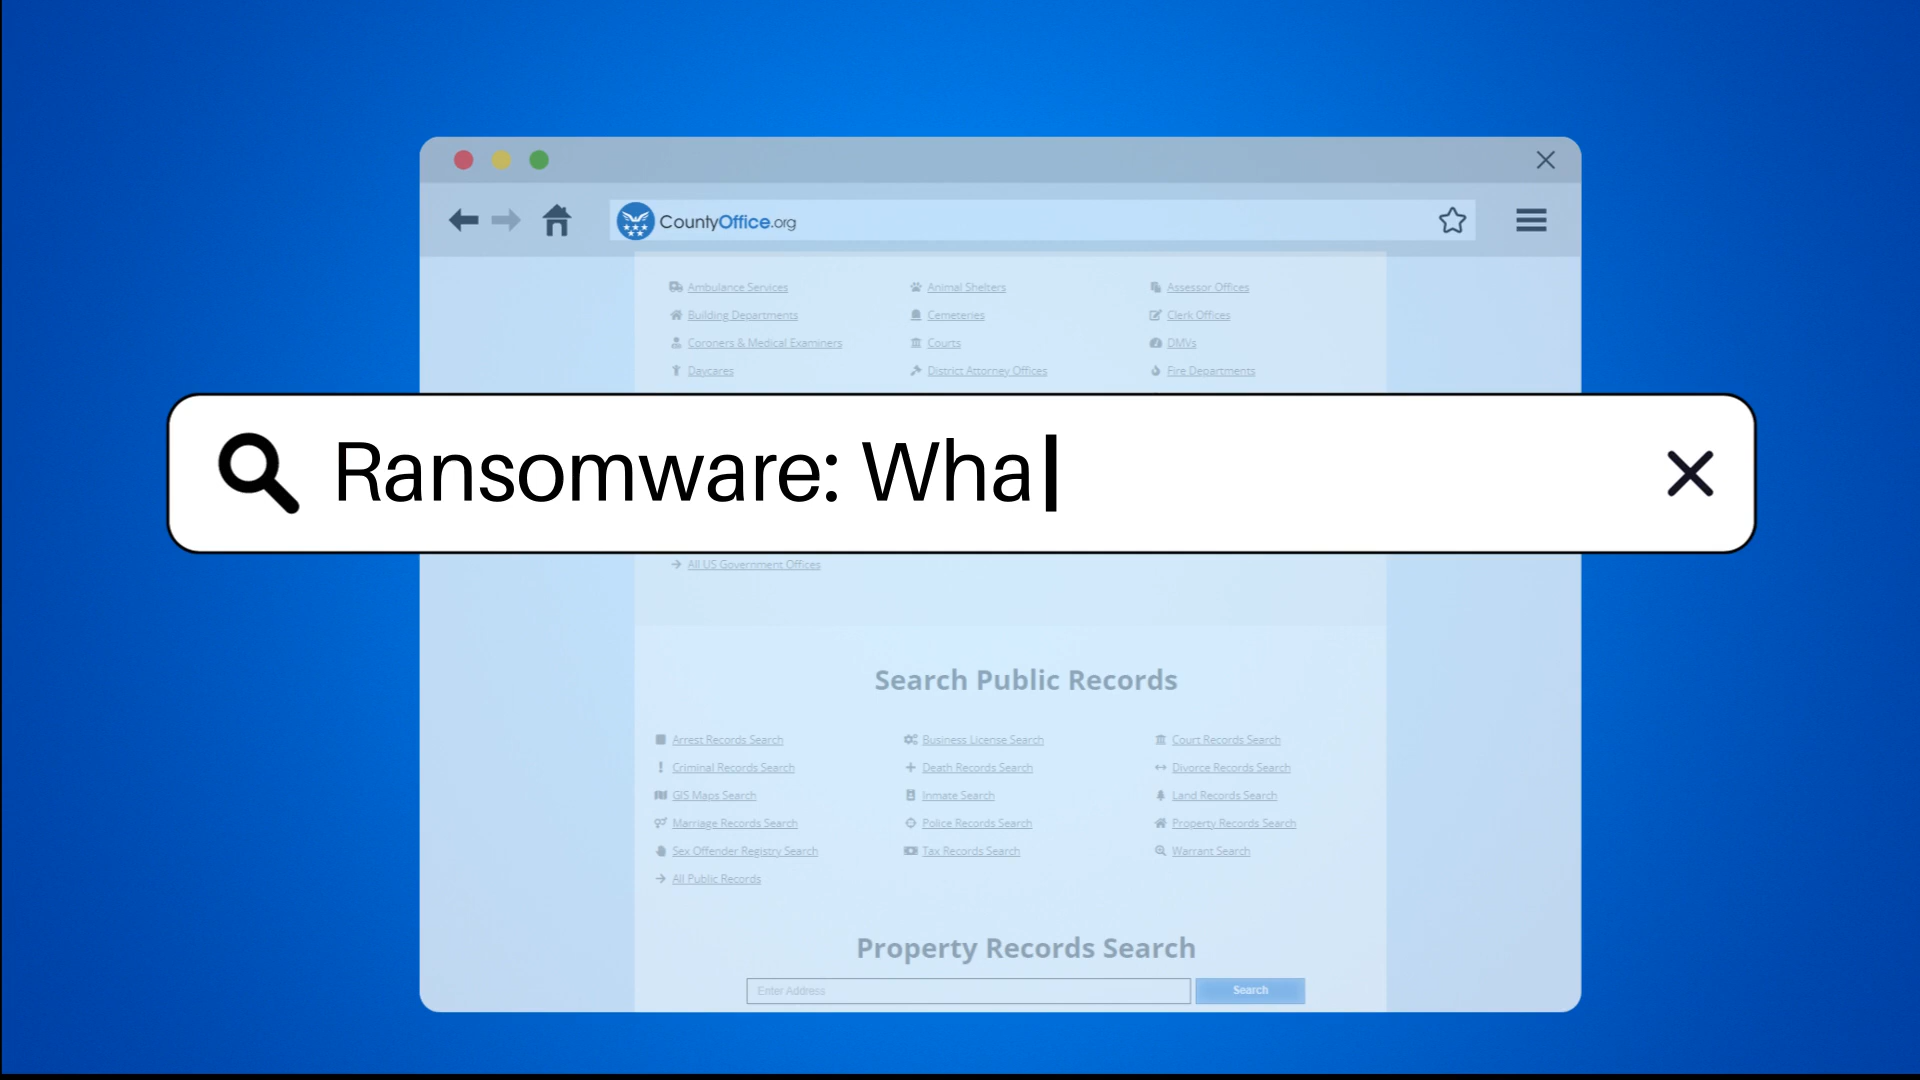 CountyOffice.org
Ambulance Services Animal Shelters Assessor Offices
Building Departments Cemeteries Clerk Offices
Coroners & Medical Examiners Courts DMVs
Daycares District Attorney Offices Fire Departments
Ransomware: Wha
All US Government Offices
Search Public Records
Arrest Records Search Business License Search Court Records Search
Criminal Records Search Death Records Search Divorce Records Search
GIS Maps Search Inmate Search Land Records Search
Marriage Records Search Police Records Search Property Records Search
Sex Offender Registry Search Tax Records Search Warrant Search
All Public Records
Property Records Search
Enter Address Search